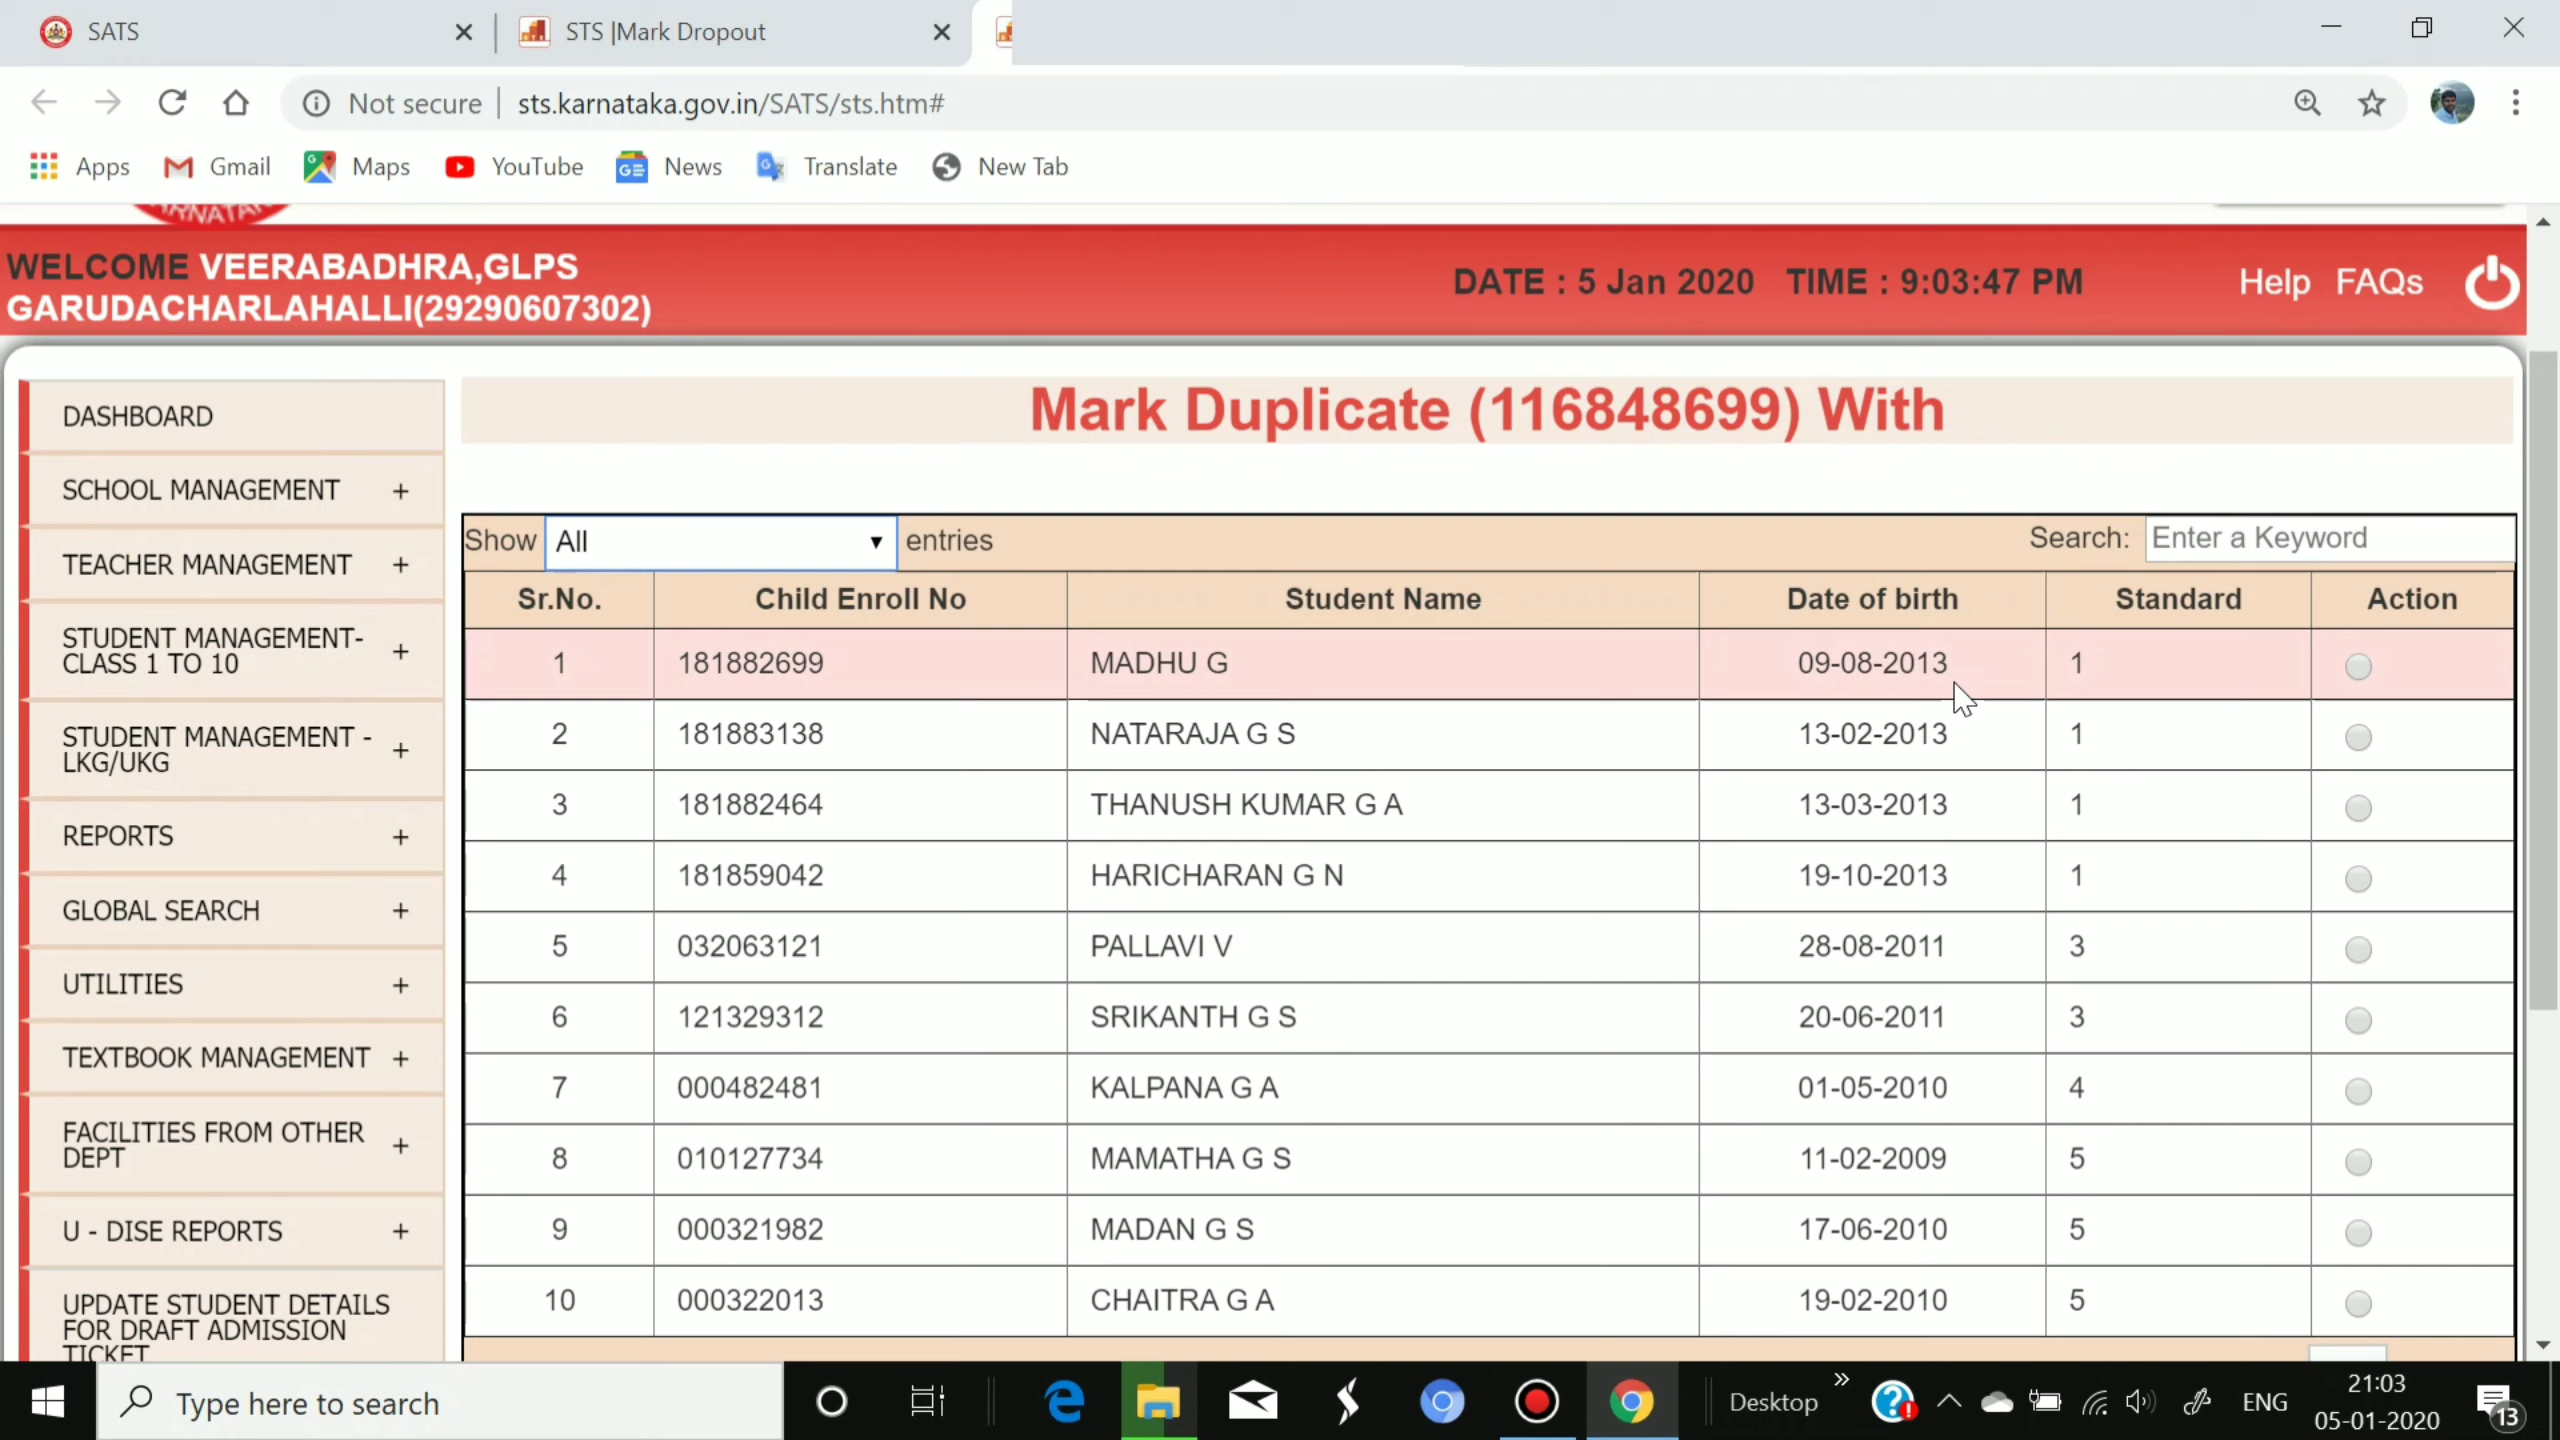 SATS
STS |Mark Dropout
Not secure | sts.karnataka.gov.in/SATS/sts.htm#
Apps Gmail Maps YouTube News Translate New Tab
WELCOME VEERABADHRA,GLPS
GARUDACHARLAHALLI(29290607302)
DATE : 5 Jan 2020 TIME : 9:03:47 PM
Help FAQs
DASHBOARD
SCHOOL MANAGEMENT +
TEACHER MANAGEMENT +
STUDENT MANAGEMENT-
CLASS 1 TO 10 +
STUDENT MANAGEMENT -
LKG/UKG +
REPORTS +
GLOBAL SEARCH +
UTILITIES +
TEXTBOOK MANAGEMENT +
FACILITIES FROM OTHER
DEPT +
U - DISE REPORTS +
UPDATE STUDENT DETAILS
FOR DRAFT ADMISSION
TICKET
Mark Duplicate (116848699) With
Show All entries
Search: Enter a Keyword
Sr.No. Child Enroll No Student Name Date of birth Standard Action
1 181882699 MADHU G 09-08-2013 1
2 181883138 NATARAJA G S 13-02-2013 1
3 181882464 THANUSH KUMAR G A 13-03-2013 1
4 181859042 HARICHARAN G N 19-10-2013 1
5 032063121 PALLAVI V 28-08-2011 3
6 121329312 SRIKANTH G S 20-06-2011 3
7 000482481 KALPANA G A 01-05-2010 4
8 010127734 MAMATHA G S 11-02-2009 5
9 000321982 MADAN G S 17-06-2010 5
10 000322013 CHAITRA G A 19-02-2010 5
Type here to search
Desktop
ENG
21:03
05-01-2020
13